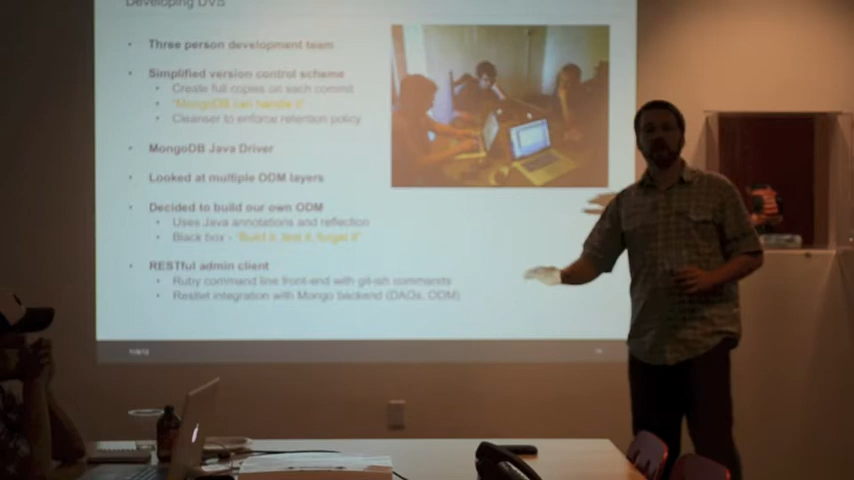 Developing DVS
• Three person development team
• Simplified version control scheme
• Create full copies on each commit
• "MongoDB can handle it"
• Cleanser to enforce retention policy
• MongoDB Java Driver
• Looked at multiple ODM layers
• Decided to build our own ODM
• Uses Java annotations and reflection
• Black box - "Build it, test it, forget it"
• RESTful admin client
• Ruby command line front-end with git-ish commands
• Restlet integration with Mongo backend (DAOs, ODM)